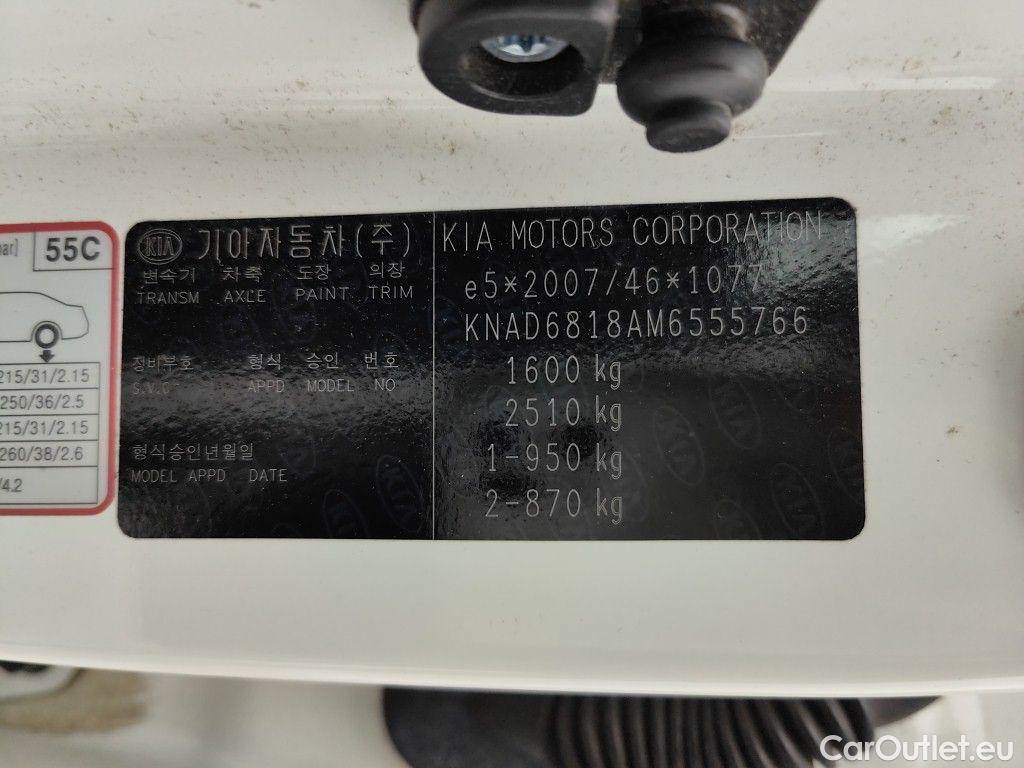 bar] 55C
215/31/2.15
250/36/2.5
215/31/2.15
260/38/2.6
/4.2
KIA 기아자동차(주)
변속기 차축 도장 의장
TRANSM AXLE PAINT TRIM
장비부호 형식 승인 번호
S.V.C APPD MODEL NO
형식승인년월일
MODEL APPD DATE
KIA MOTORS CORPORATION
e5*2007/46*1077
KNAD6818AM6555766
1600 kg
2510 kg
1-950 kg
2-870 kg
CarOutlet.eu